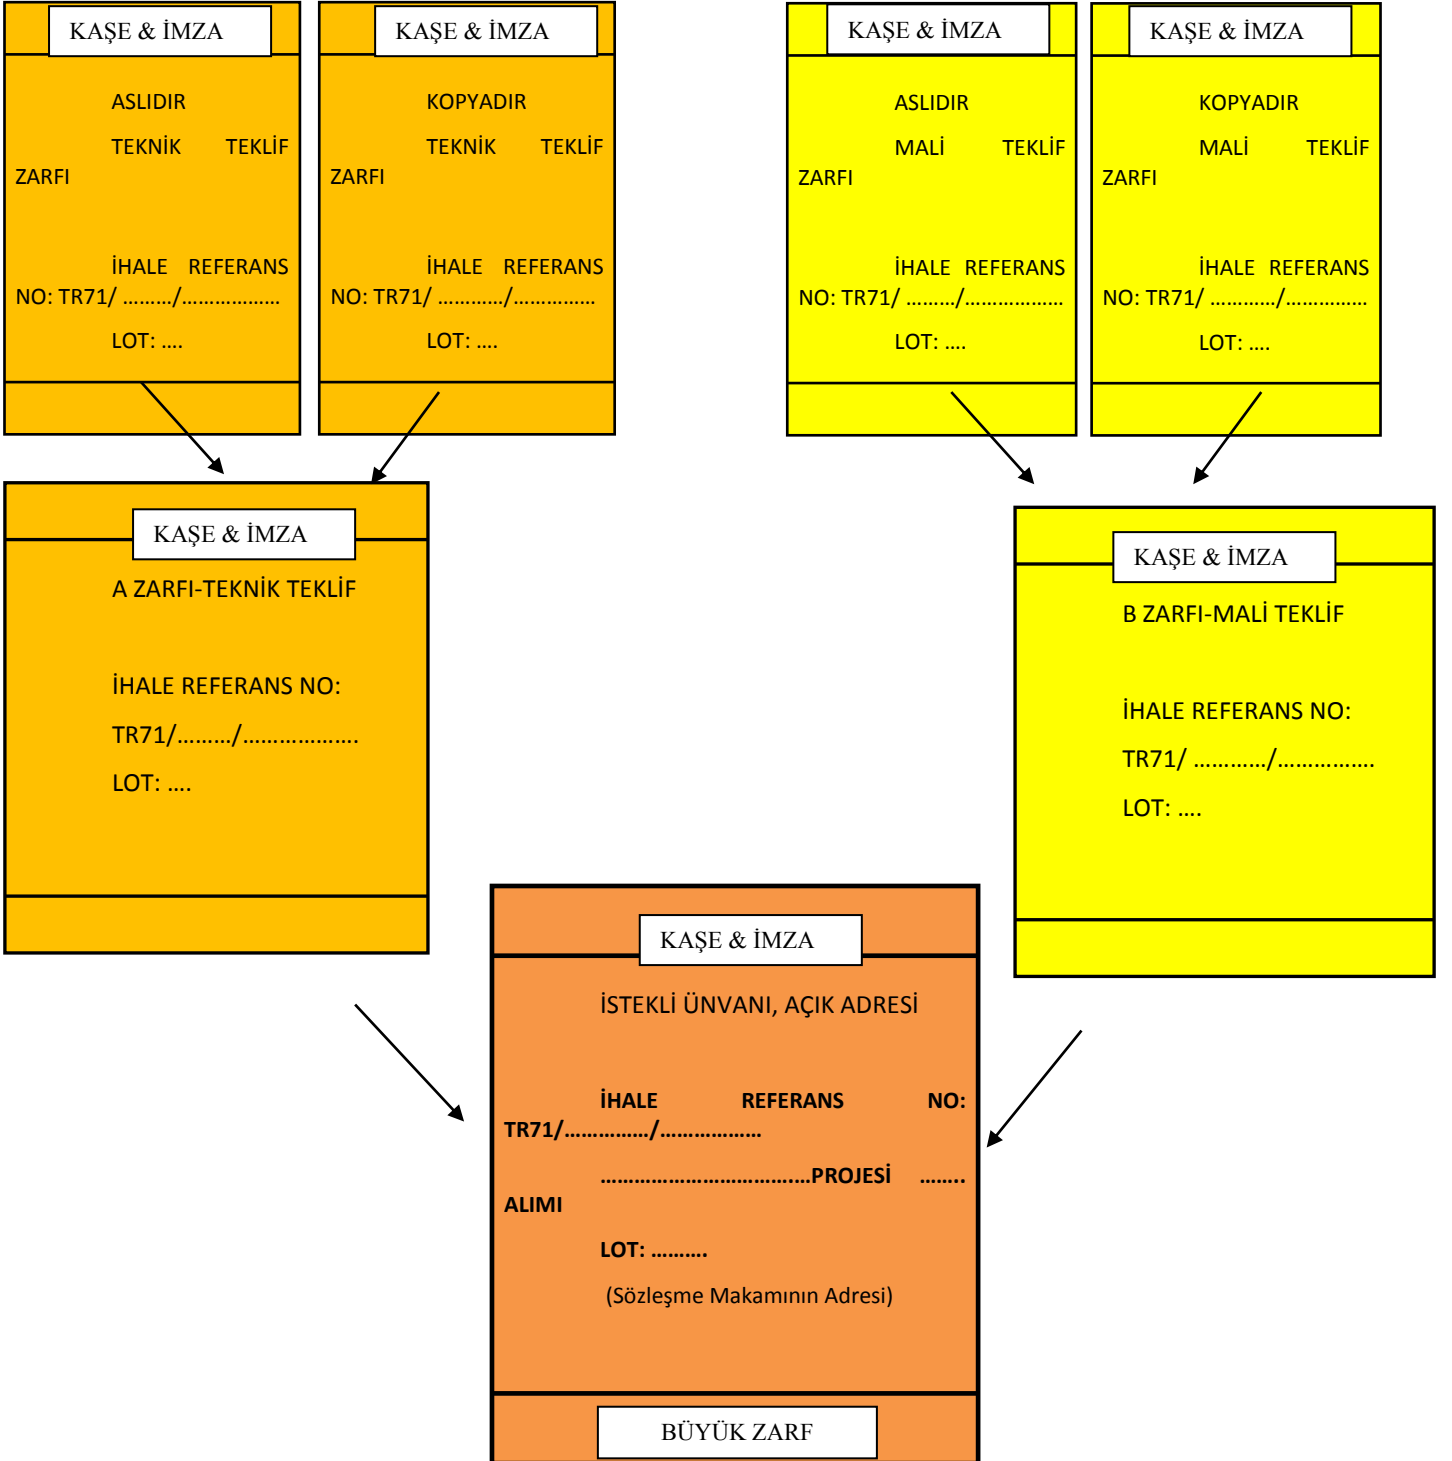 KAŞE & İMZA
ASLIDIR
TEKNİK TEKLİF
ZARFI
İHALE REFERANS
NO: TR71/ ………/………………
LOT: ….
KAŞE & İMZA
KOPYADIR
TEKNİK TEKLİF
ZARFI
İHALE REFERANS
NO: TR71/ …………/……………
LOT: ….
KAŞE & İMZA
ASLIDIR
MALİ TEKLİF
ZARFI
İHALE REFERANS
NO: TR71/ ………/………………
LOT: ….
KAŞE & İMZA
KOPYADIR
MALİ TEKLİF
ZARFI
İHALE REFERANS
NO: TR71/ …………/……………
LOT: ….
KAŞE & İMZA
A ZARFI-TEKNİK TEKLİF
İHALE REFERANS NO:
TR71/………/……………….
LOT: ….
KAŞE & İMZA
B ZARFI-MALİ TEKLİF
İHALE REFERANS NO:
TR71/ …………/…………….
LOT: ….
KAŞE & İMZA
İSTEKLİ ÜNVANI, AÇIK ADRESİ
İHALE REFERANS NO:
TR71/……………/………………
…………………………….…PROJESİ ……..
ALIMI
LOT: ……….
(Sözleşme Makamının Adresi)
BÜYÜK ZARF